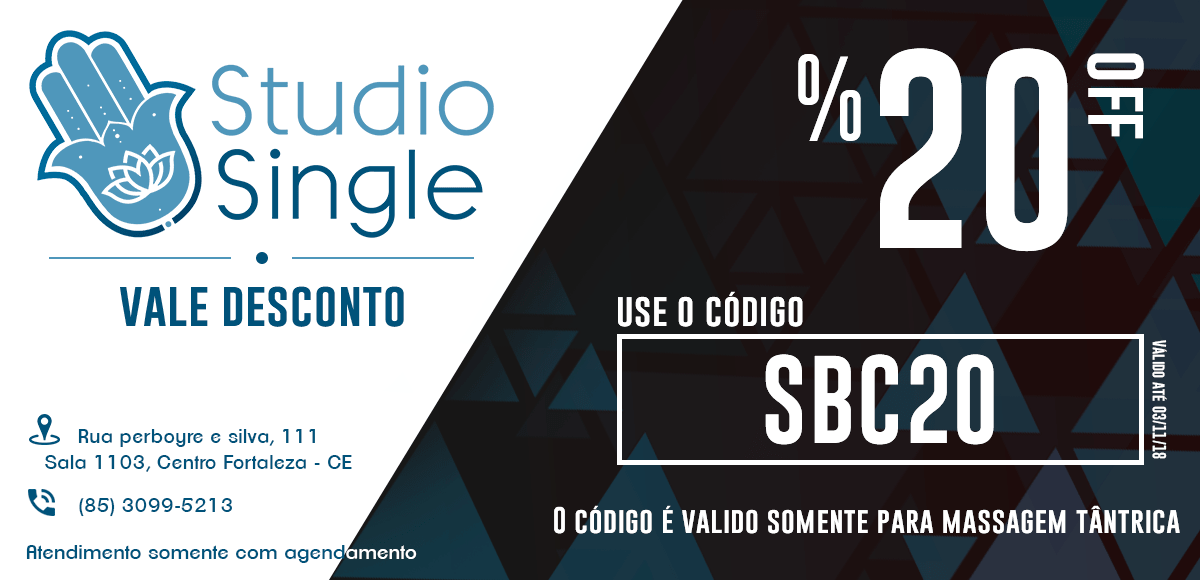 Studio
Single
VALE DESCONTO
Rua perboyre e silva, 111
Sala 1103, Centro Fortaleza - CE
(85) 3099-5213
Atendimento somente com agendamento
%20 OFF
USE O CÓDIGO
SBC20
VÁLIDO ATÉ 03/11/18
O CÓDIGO É VALIDO SOMENTE PARA MASSAGEM TÂNTRICA